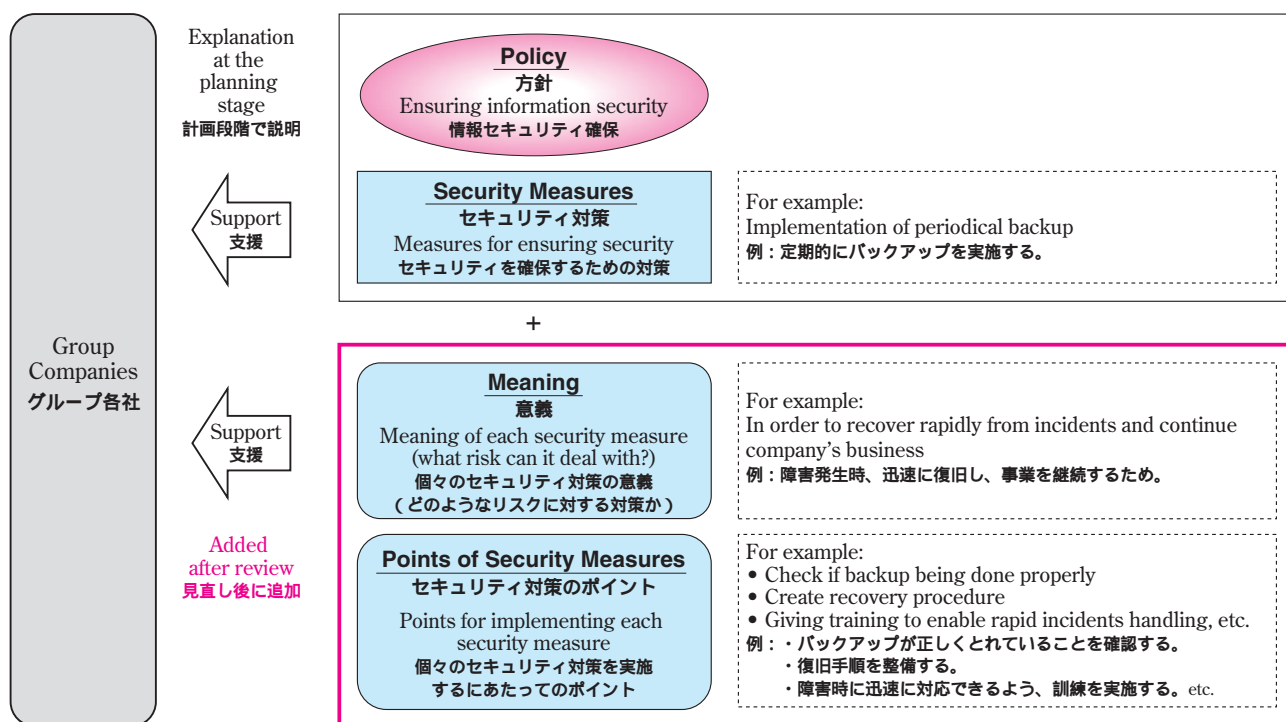 Group
Companies
グループ各社
Explanation
at the
planning
stage
計画段階で説明
Support
支援
Policy
方針
Ensuring information security
情報セキュリティ確保
Security Measures
セキュリティ対策
Measures for ensuring security
セキュリティを確保するための対策
For example:
Implementation of periodical backup
例：定期的にバックアップを実施する。
+
Support
支援
Added
after review
見直し後に追加
Meaning
意義
Meaning of each security measure
(what risk can it deal with?)
個々のセキュリティ対策の意義
(どのようなリスクに対する対策か)
For example:
In order to recover rapidly from incidents and continue
company's business
例：障害発生時、迅速に復旧し、事業を継続するため。
Points of Security Measures
セキュリティ対策のポイント
Points for implementing each
security measure
個々のセキュリティ対策を実施
するにあたってのポイント
For example:
• Check if backup being done properly
• Create recovery procedure
• Giving training to enable rapid incidents handling, etc.
例：・バックアップが正しくとれていることを確認する。
・復旧手順を整備する。
・障害時に迅速に対応できるよう、訓練を実施する。etc.